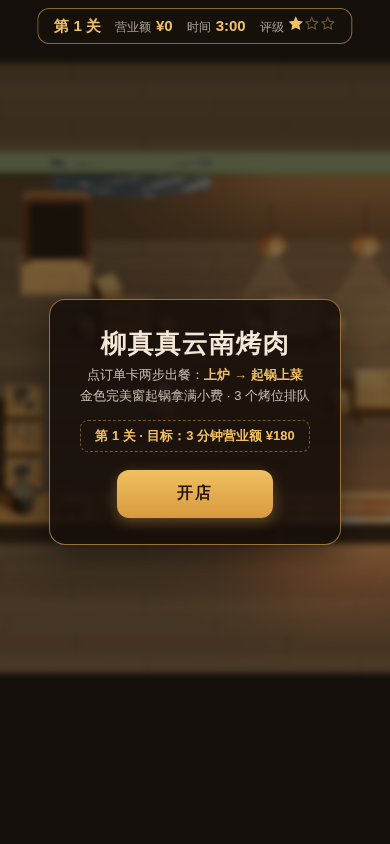 第 1 关 营业额 ¥0 时间 3:00 评级
柳真真云南烤肉
点订单卡两步出餐：上炉 → 起锅上菜
金色完美窗起锅拿满小费 · 3 个烤位排队
第 1 关 · 目标：3 分钟营业额 ¥180
开店